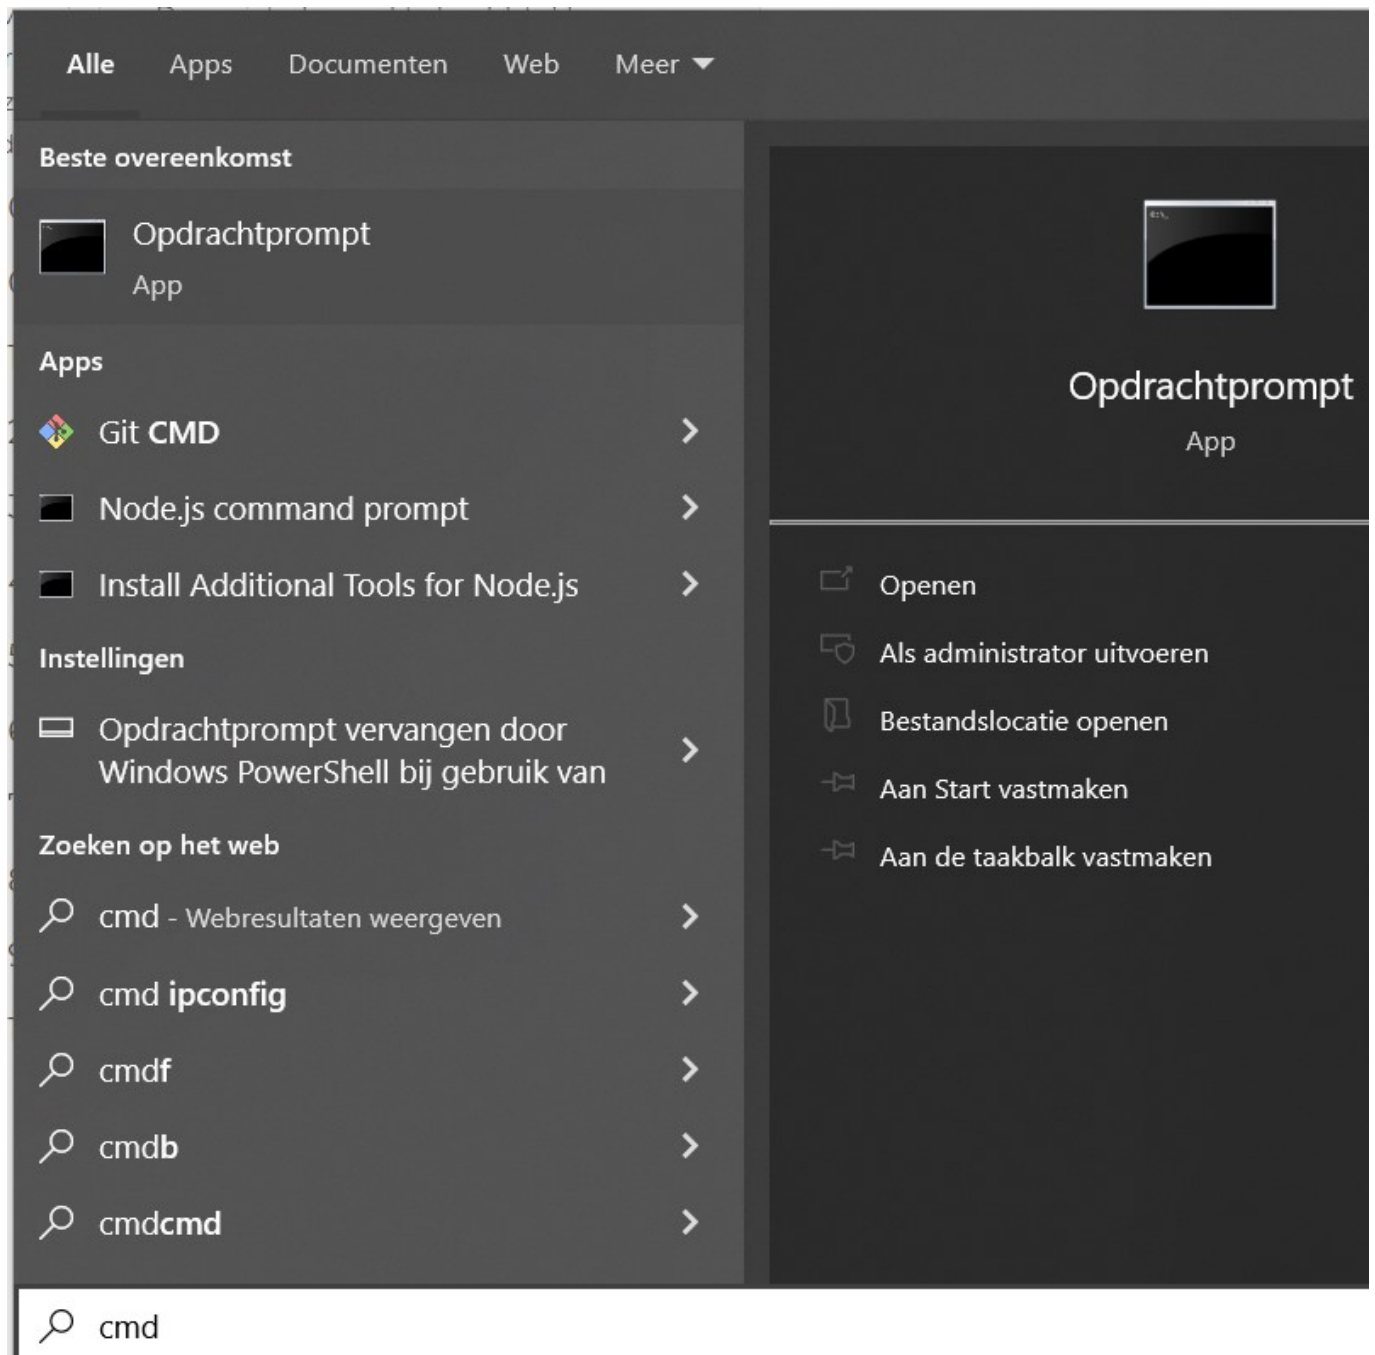 Alle Apps Documenten Web Meer
Beste overeenkomst
Opdrachtprompt
App
Apps
Git CMD
Node.js command prompt
Install Additional Tools for Node.js
Instellingen
Opdrachtprompt vervangen door
Windows PowerShell bij gebruik van
Zoeken op het web
cmd - Webresultaten weergeven
cmd ipconfig
cmdf
cmdb
cmdcmd
cmd
Opdrachtprompt
App
Openen
Als administrator uitvoeren
Bestandslocatie openen
Aan Start vastmaken
Aan de taakbalk vastmaken